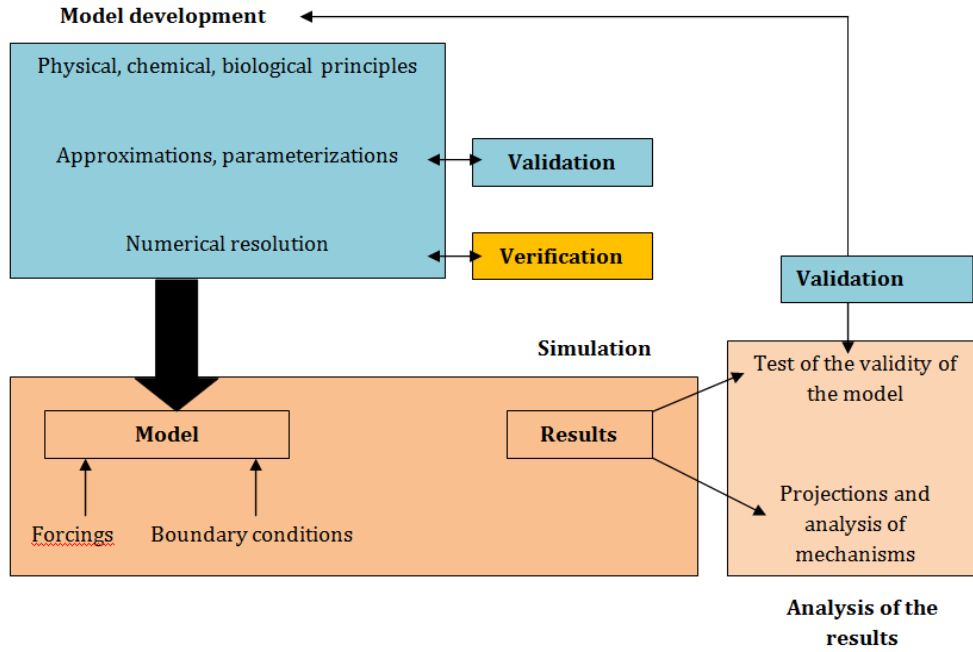 Model development
Physical, chemical, biological principles
Approximations, parameterizations
Validation
Numerical resolution
Verification
Validation
Simulation
Test of the validity of
the model
Model
Results
Projections and
analysis of
mechanisms
Forcings
Boundary conditions
Analysis of the
results